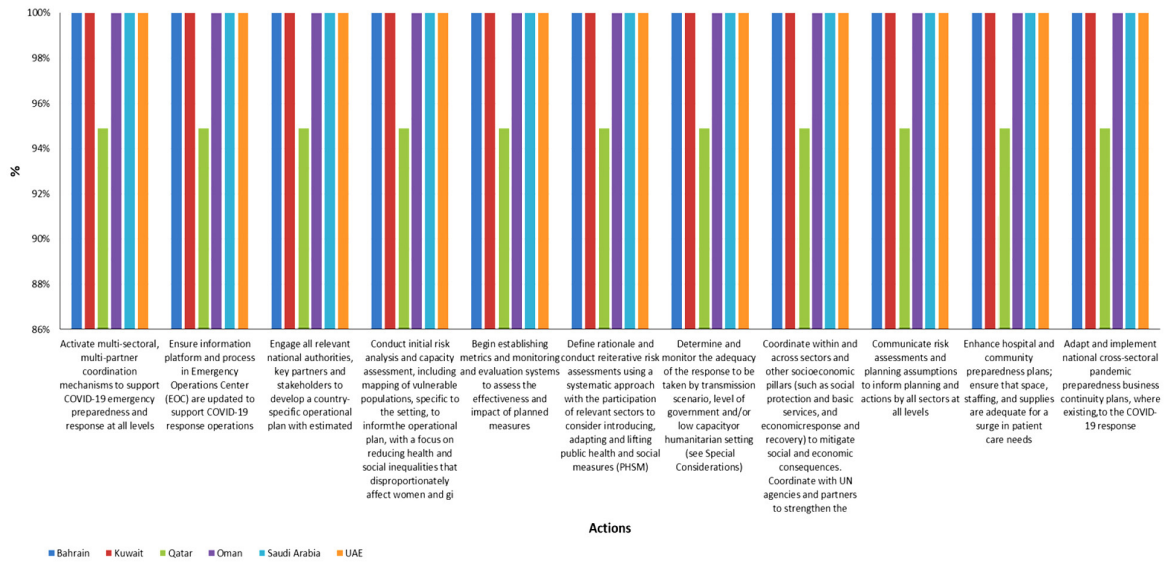 100%
98%
96%
94%
92%
90%
88%
86%
%
Activate multi-sectoral,
multi-partner
coordination
mechanisms to support
COVID-19 emergency
preparedness and
response at all levels
Ensure information
platform and process
in Emergency
Operations Center
(EOC) are updated to
support COVID-19
response operations
Engage all relevant
national authorities,
key partners and
stakeholders to
develop a country-
specific operational
plan with estimated
Conduct initial risk
analysis and capacity
assessment, including
mapping of vulnerable
populations, specific to
the setting, to
informthe operational
plan, with a focus on
reducing health and
social inequalities that
disproportionately
affect women and gi
Begin establishing
metrics and monitoring
and evaluation systems
to assess the
effectiveness and
impact of planned
measures
Define rationale and
conduct reiterative risk
assessments using a
systematic approach
with the participation
of relevant sectors to
consider introducing,
adapting and lifting
public health and social
measures (PHSM)
Determine and
monitor the adequacy
of the response to be
taken by transmission
scenario, level of
government and/or
low capacityor
humanitarian setting
(see Special
Considerations)
Coordinate within and
across sectors and
other socioeconomic
pillars (such as social
protection and basic
services, and
economicresponse and
recovery) to mitigate
social and economic
consequences.
Coordinate with UN
agencies and partners
to strengthen the
Communicate risk
assessments and
planning assumptions
to inform planning and
actions by all sectors at
all levels
Enhance hospital and
community
preparedness plans;
ensure that space,
staffing, and supplies
are adequate for a
surge in patient
care needs
Adapt and implement
national cross-sectoral
pandemic
preparedness business
continuity plans, where
existing,to the COVID-
19 response
Actions
Bahrain Kuwait Qatar Oman Saudi Arabia UAE